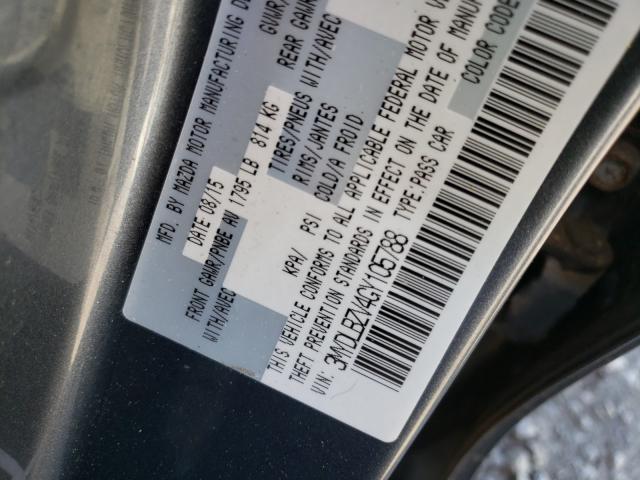 MFD. BY MAZDA MOTOR MANUFACTURING D
DATE 08/15 GVWR/
FRONT GAWR/PNBE AV 1795 LB 814 KG REAR GAWR
WITH/AVEC TIRES/PNEUS WITH/AVEC
RIMS/JANTES
KPA/ PSI COLD/A FROID
THIS VEHICLE CONFORMS TO ALL APPLICABLE FEDERAL MOTOR V
THEFT PREVENTION STANDARDS IN EFFECT ON THE DATE OF MANUF
VIN: TYPE: PASS CAR COLOR CODE